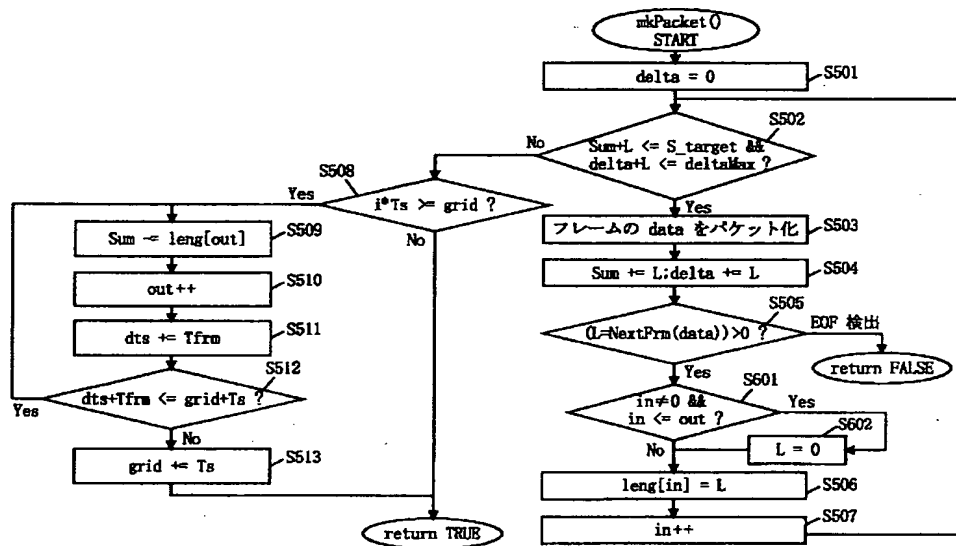 mkPacket()
START
delta = 0
S501
S502
Sum+L <= S_target &&
delta+L <= deltaMax ?
No
Yes
S508
i*Ts >= grid ?
Yes
No
フレームの data をパケット化
S503
Sum -= leng[out]
S509
Sum += L;delta += L
S504
out++
S510
S505
(L=NextFrm(data))>0 ?
EOF 検出
return FALSE
Yes
dts += Tfrm
S511
S512
dts+Tfrm <= grid+Ts ?
Yes
No
S601
in≠0 &&
in <= out ?
Yes
No
S602
L = 0
grid += Ts
S513
leng[in] = L
S506
in++
S507
return TRUE